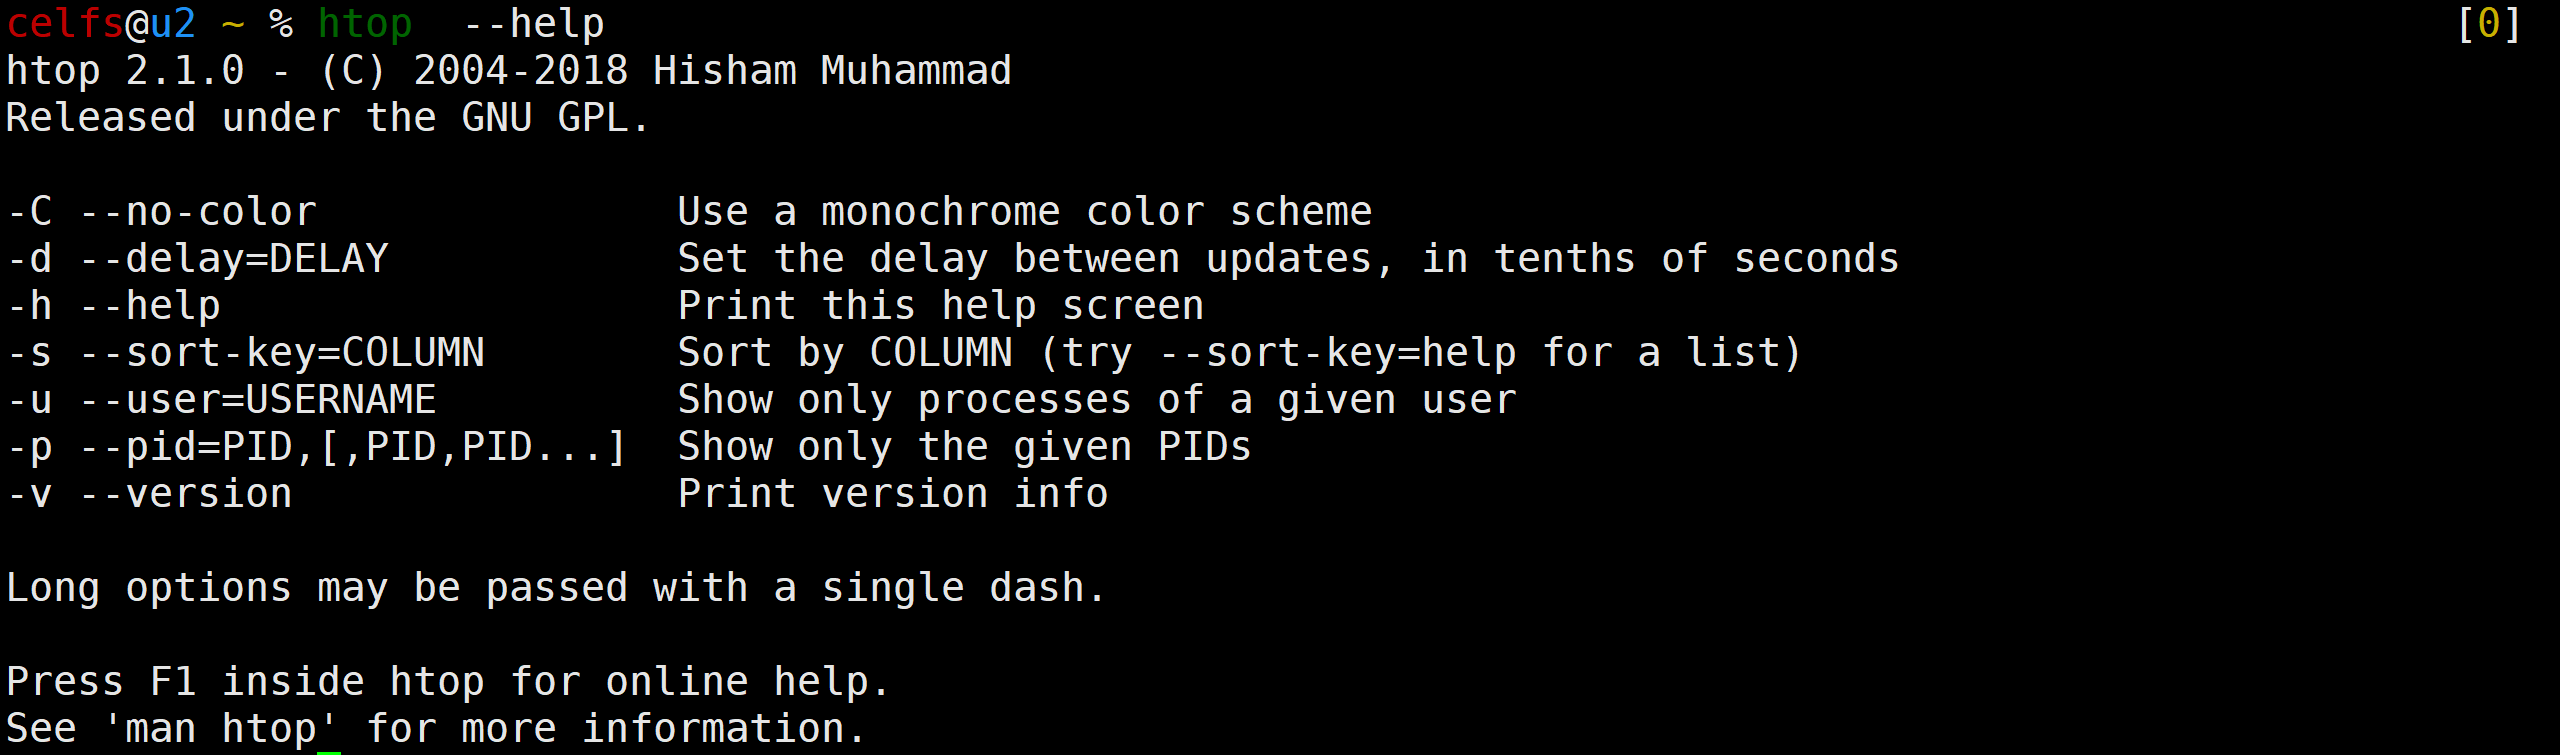 celfs@u2 ~ % htop  --help [0]
htop 2.1.0 - (C) 2004-2018 Hisham Muhammad
Released under the GNU GPL.

-C --no-color               Use a monochrome color scheme
-d --delay=DELAY            Set the delay between updates, in tenths of seconds
-h --help                   Print this help screen
-s --sort-key=COLUMN        Sort by COLUMN (try --sort-key=help for a list)
-u --user=USERNAME          Show only processes of a given user
-p --pid=PID,[,PID,PID...]  Show only the given PIDs
-v --version                Print version info

Long options may be passed with a single dash.

Press F1 inside htop for online help.
See 'man htop' for more information.